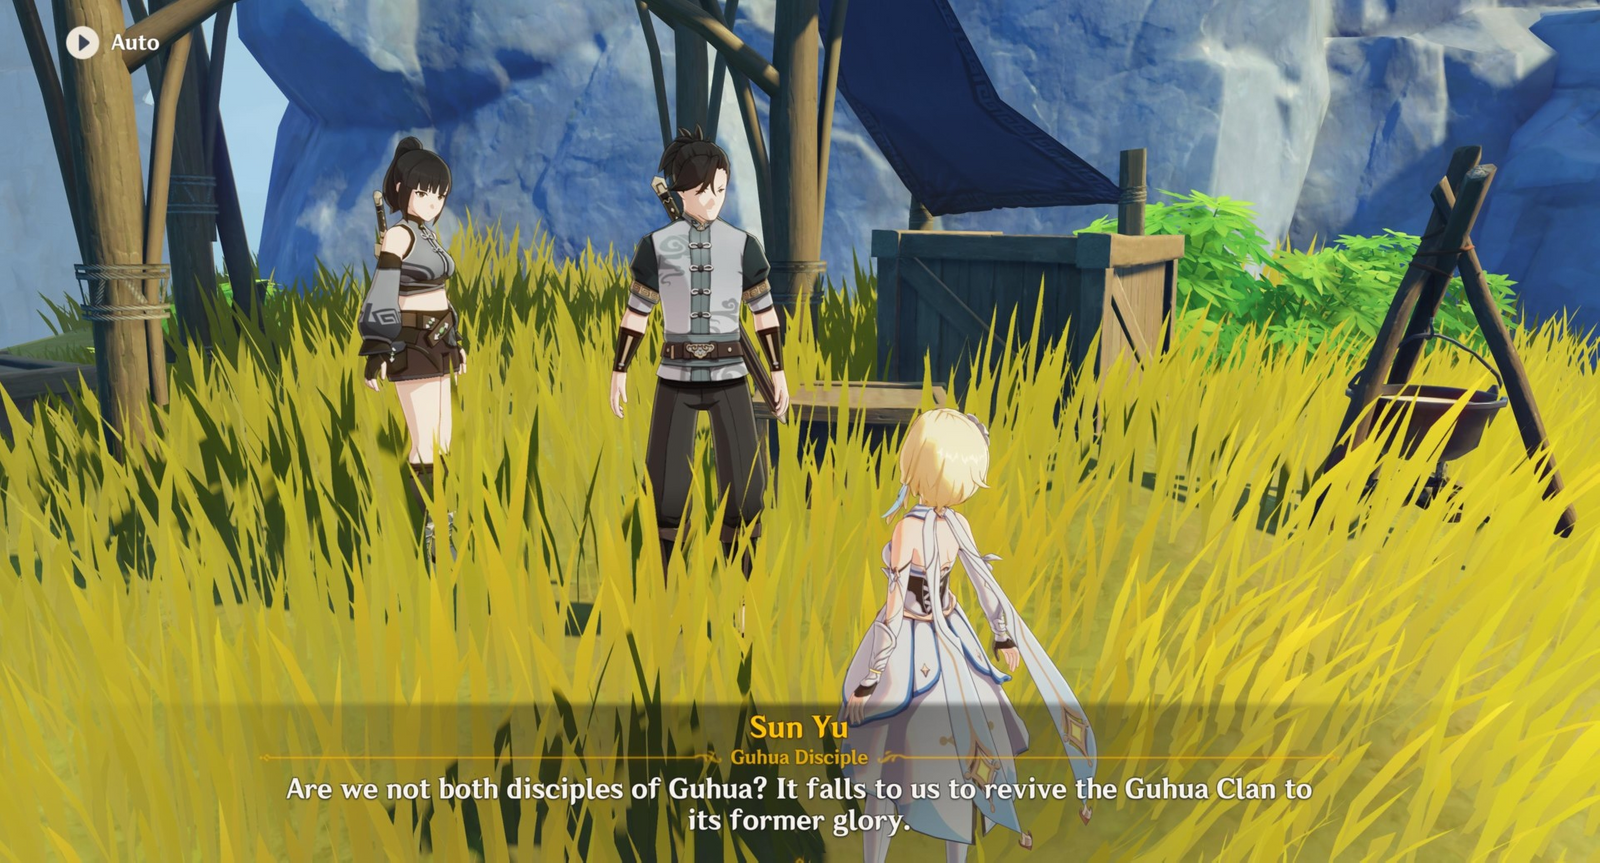 Auto
Sun Yu
Guhua Disciple
Are we not both disciples of Guhua? It falls to us to revive the Guhua Clan to
its former glory.